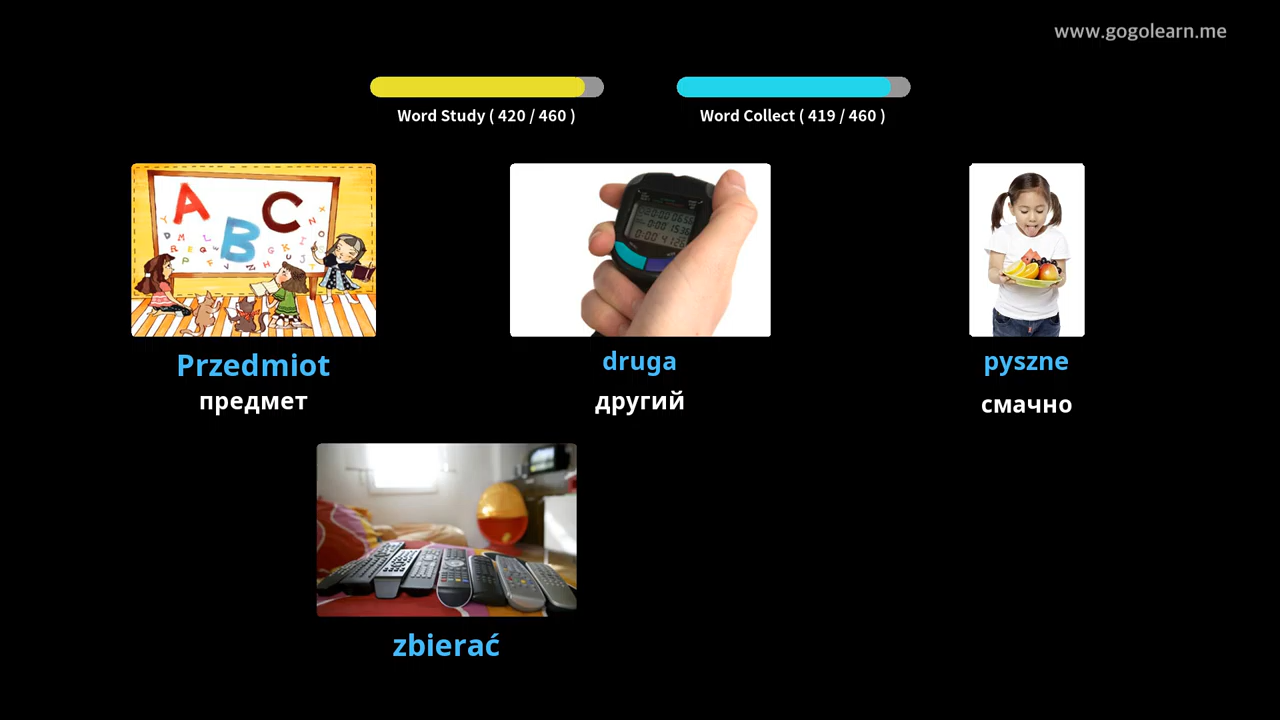 www.gogolearn.me
Word Study ( 420 / 460 )
Word Collect ( 419 / 460 )
A B C
Przedmiot
предмет
druga
другий
pyszne
смачно
zbierać